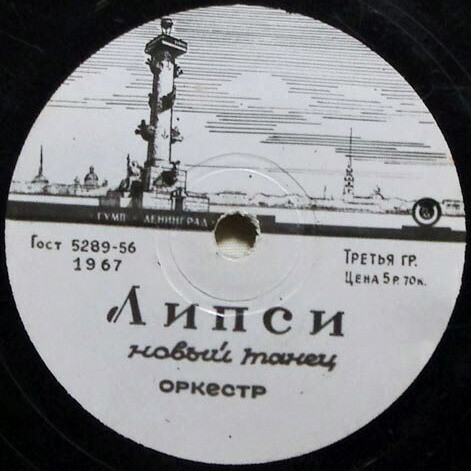 ГУМП - ЛЕНИНГРАД
Гост 5289-56
1967
Третья гр.
Цена 5 р. 70 к.
Липси
новый танец
оркестр